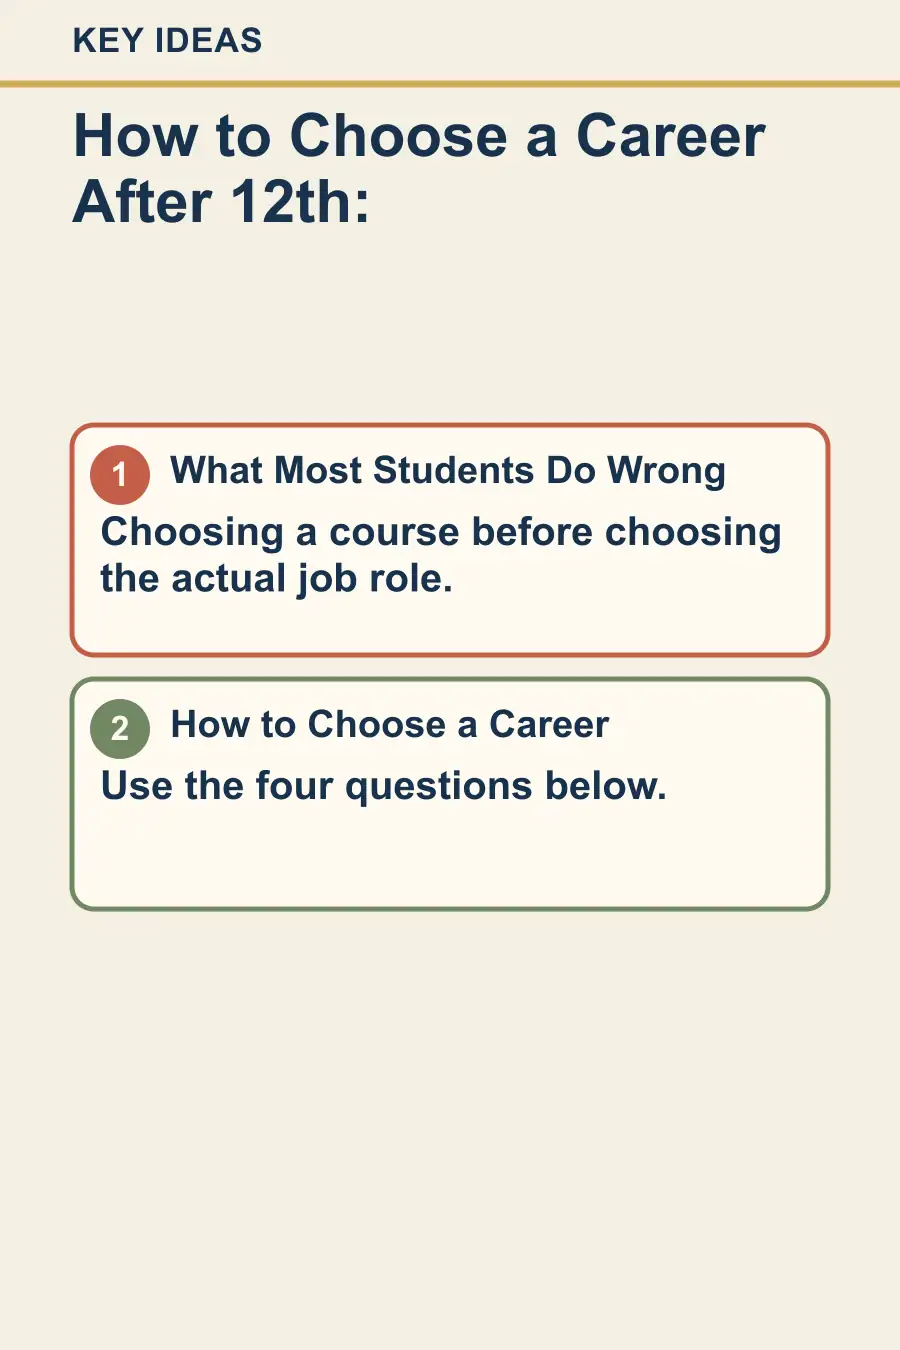 KEY IDEAS
How to Choose a Career
After 12th:
1 What Most Students Do Wrong
Choosing a course before choosing
the actual job role.
2 How to Choose a Career
Use the four questions below.